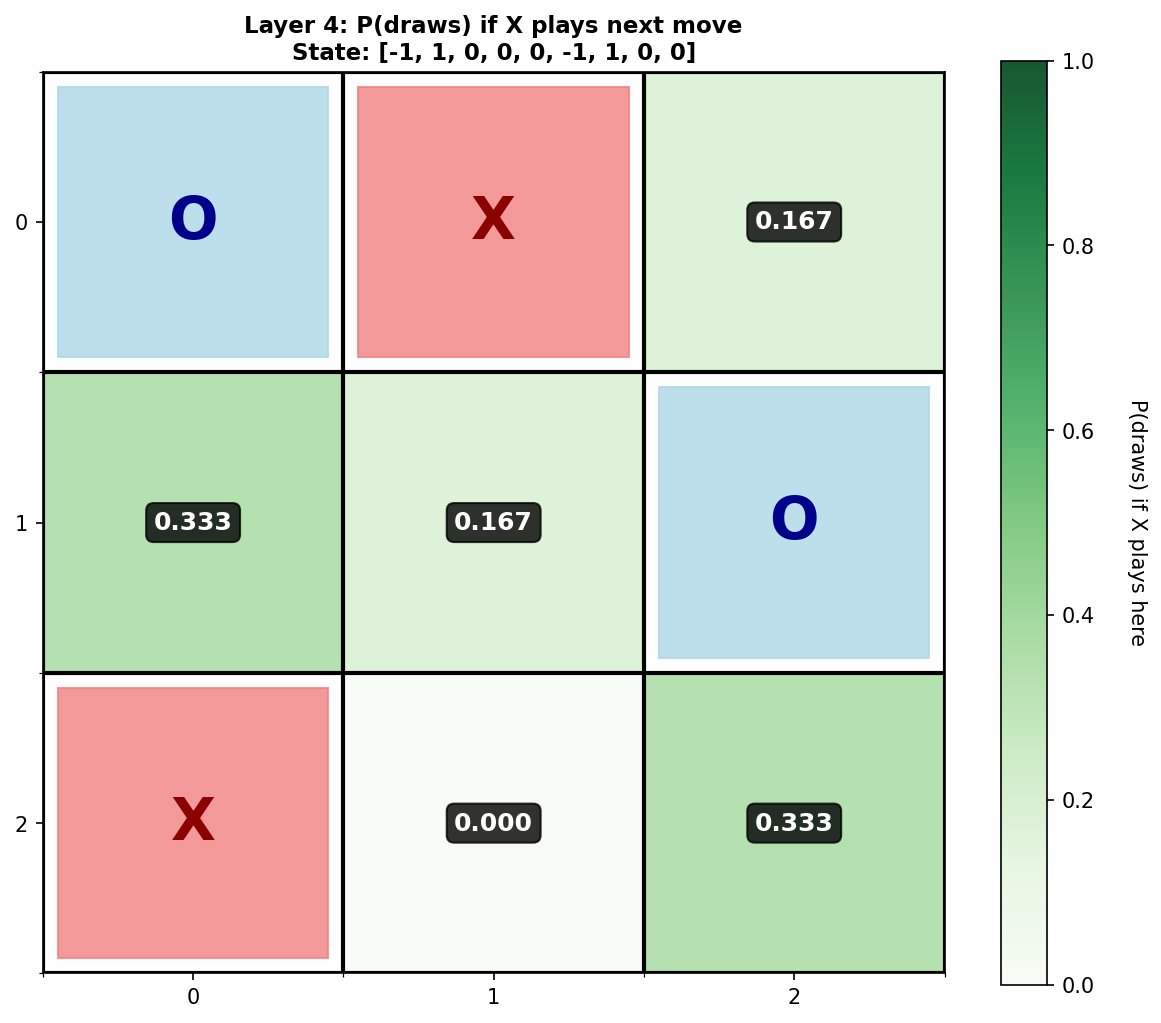 Layer 4: P(draws) if X plays next move
State: [-1, 1, 0, 0, 0, -1, 1, 0, 0]
O
X
0.167
0.333
0.167
O
X
0.000
0.333
0
1
2
0
1
2
1.0
0.8
0.6
0.4
0.2
0.0
P(draws) if X plays here